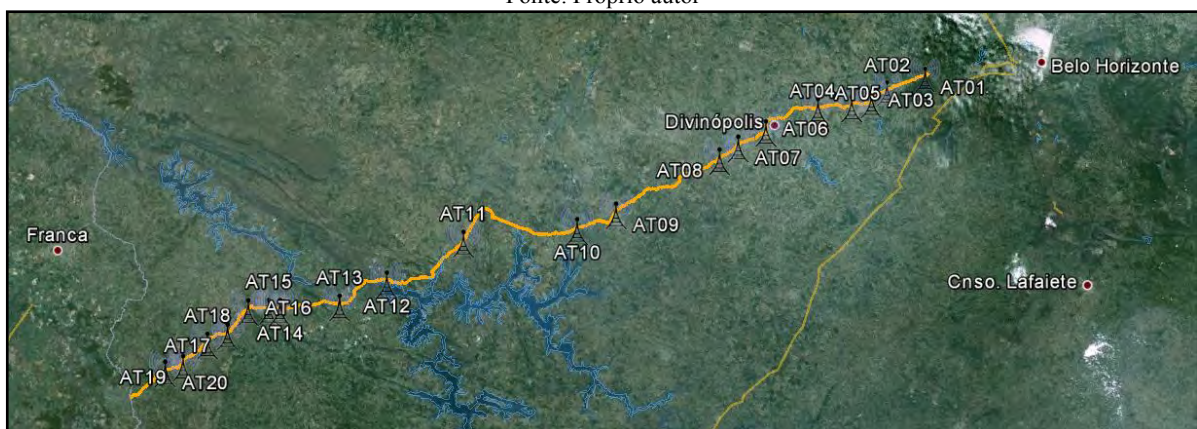 Fonte: Próprio autor
AT02
Belo Horizonte
AT01
AT04
AT05
AT03
Divinópolis
AT06
AT07
AT08
AT11
AT09
AT10
Franca
AT13
AT12
AT15
AT16
AT14
Cnso. Lafaiete
AT18
AT17
AT19
AT20